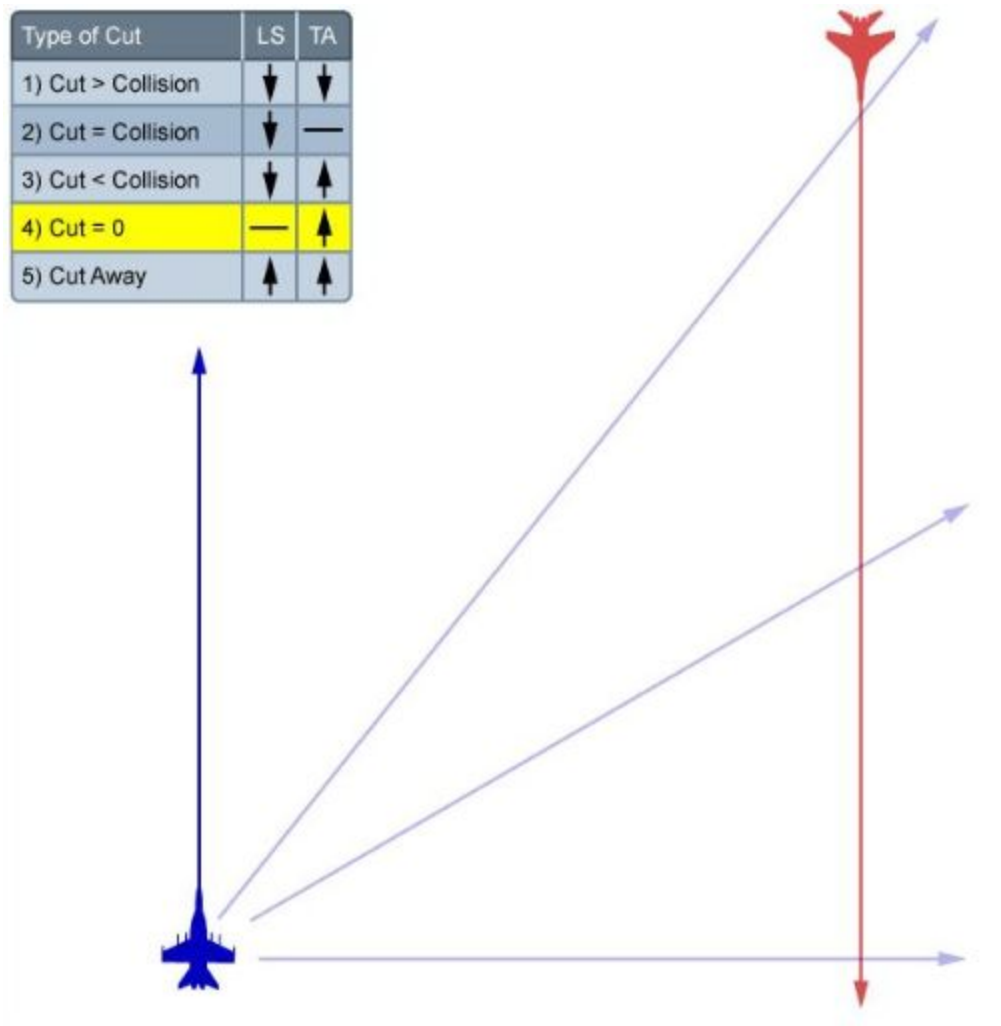 Type of Cut LS TA
1) Cut > Collision
2) Cut = Collision
3) Cut < Collision
4) Cut = 0
5) Cut Away